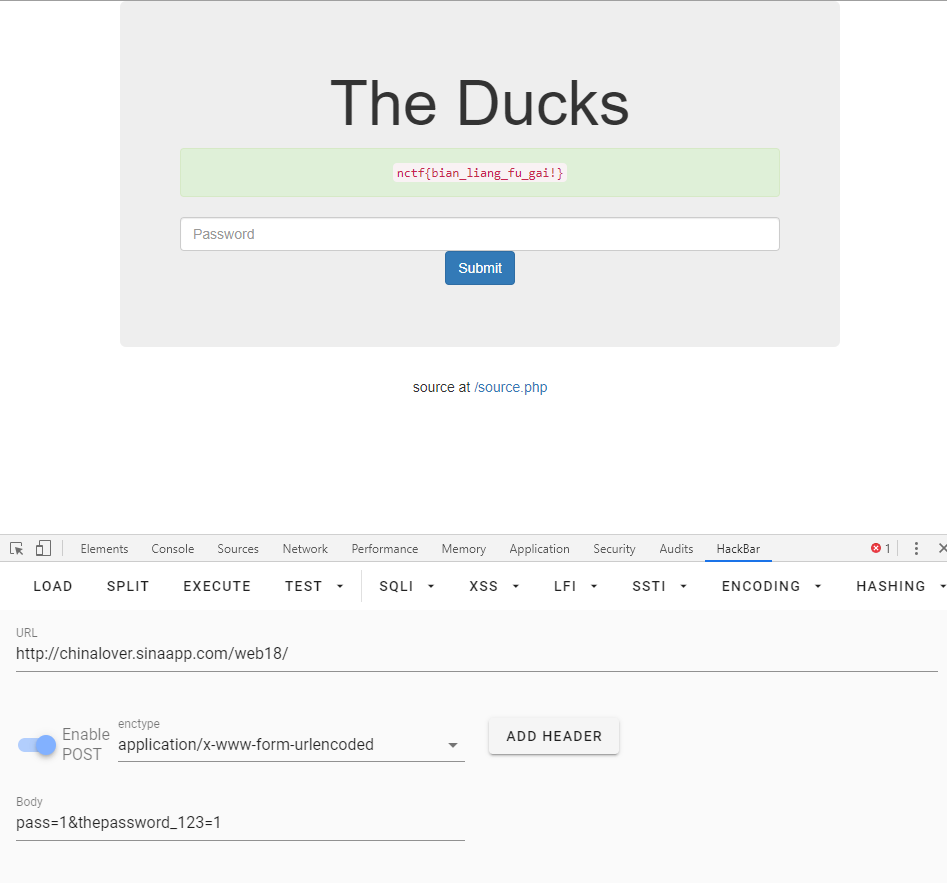 The Ducks
nctf{bian_liang_fu_gai!}
Password
Submit
source at /source.php
Elements Console Sources Network Performance Memory Application Security Audits HackBar 1
LOAD SPLIT EXECUTE TEST SQLI XSS LFI SSTI ENCODING HASHING
URL
http://chinalover.sinaapp.com/web18/
Enable POST
enctype
application/x-www-form-urlencoded
ADD HEADER
Body
pass=1&thepassword_123=1